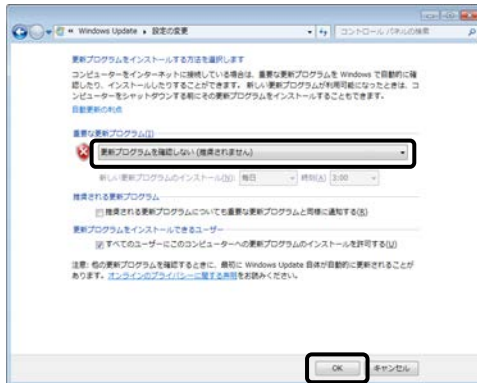 « Windows Update ▸ 設定の変更
コントロール パネルの検索
更新プログラムをインストールする方法を選択します
コンピューターをインターネットに接続している場合は、重要な更新プログラムを Windows で自動的に確
認したり、インストールしたりすることができます。新しい更新プログラムが利用可能になったときは、コ
ンピューターをシャットダウンする前にその更新プログラムをインストールすることもできます。
自動更新の利点
重要な更新プログラム(I)
更新プログラムを確認しない (推奨されません)
新しい更新プログラムのインストール(N): 毎日 時刻(A) 3:00
推奨される更新プログラム
推奨される更新プログラムについても重要な更新プログラムと同様に通知する(R)
更新プログラムをインストールできるユーザー
すべてのユーザーにこのコンピューターへの更新プログラムのインストールを許可する(U)
注意: 他の更新プログラムを確認するときに、最初に Windows Update 自体が自動的に更新されることが
あります。オンラインのプライバシーに関する声明をお読みください。
OK キャンセル